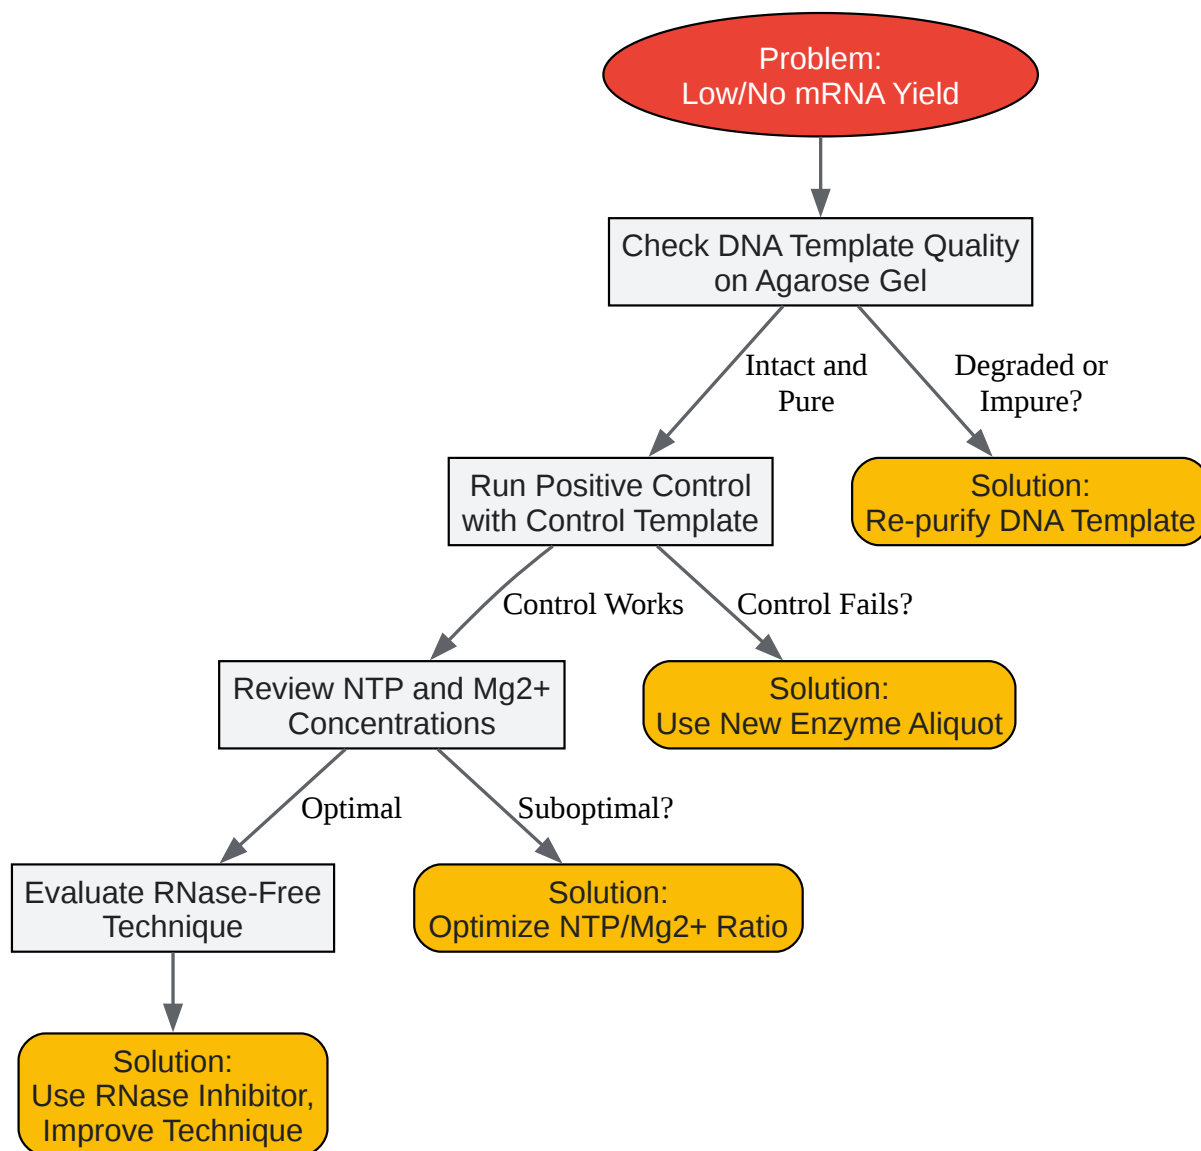 Problem:
Low/No mRNA Yield
Check DNA Template Quality
on Agarose Gel
Intact and
Pure
Degraded or
Impure?
Run Positive Control
with Control Template
Solution:
Re-purify DNA Template
Control Works
Control Fails?
Review NTP and Mg2+
Concentrations
Solution:
Use New Enzyme Aliquot
Optimal
Suboptimal?
Evaluate RNase-Free
Technique
Solution:
Optimize NTP/Mg2+ Ratio
Solution:
Use RNase Inhibitor,
Improve Technique